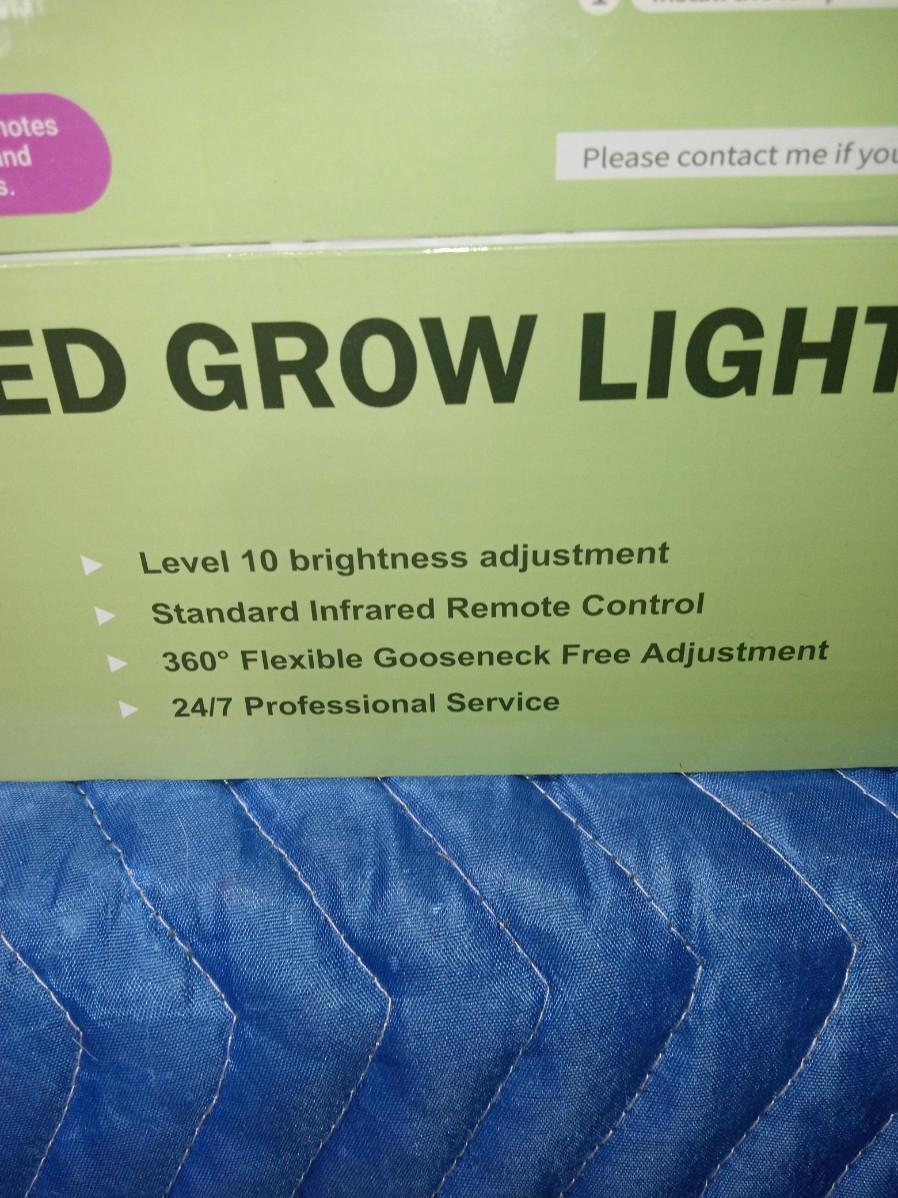 notes
and
s.
Please contact me if you
ED GROW LIGHT
Level 10 brightness adjustment
Standard Infrared Remote Control
360° Flexible Gooseneck Free Adjustment
24/7 Professional Service